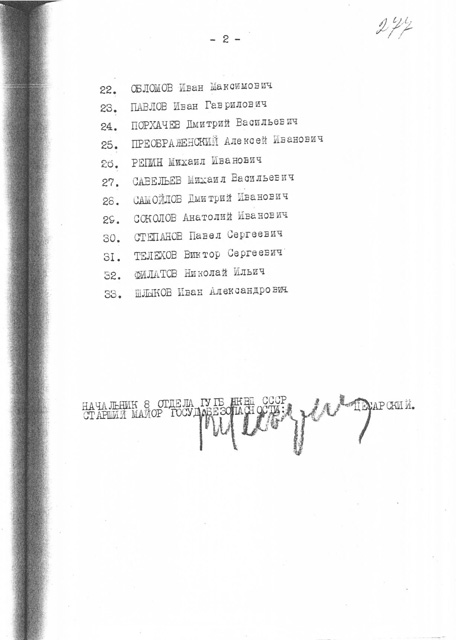 277
- 2 -
22. ОБЛОМОВ Иван Максимович
23. ПАВЛОВ Иван Гаврилович
24. ПОРХАЧЕВ Дмитрий Васильевич
25. ПРЕОБРАЖЕНСКИЙ Алексей Иванович
26. РЕПИН Михаил Иванович
27. САВЕЛЬЕВ Михаил Васильевич
28. САМОЙЛОВ Дмитрий Иванович
29. СОКОЛОВ Анатолий Иванович
30. СТЕПАНОВ Павел Сергеевич
31. ТЕЛЕХОВ Виктор Сергеевич
32. ФИЛАТОВ Николай Ильич
33. ШЛЫКОВ Иван Александрович
НАЧАЛЬНИК 8 ОТДЕЛА ГУГБ НКВД СССР
СТАРШИЙ МАЙОР ГОСУДБЕЗОПАСНОСТИ: ЦЕСАРСКИЙ.